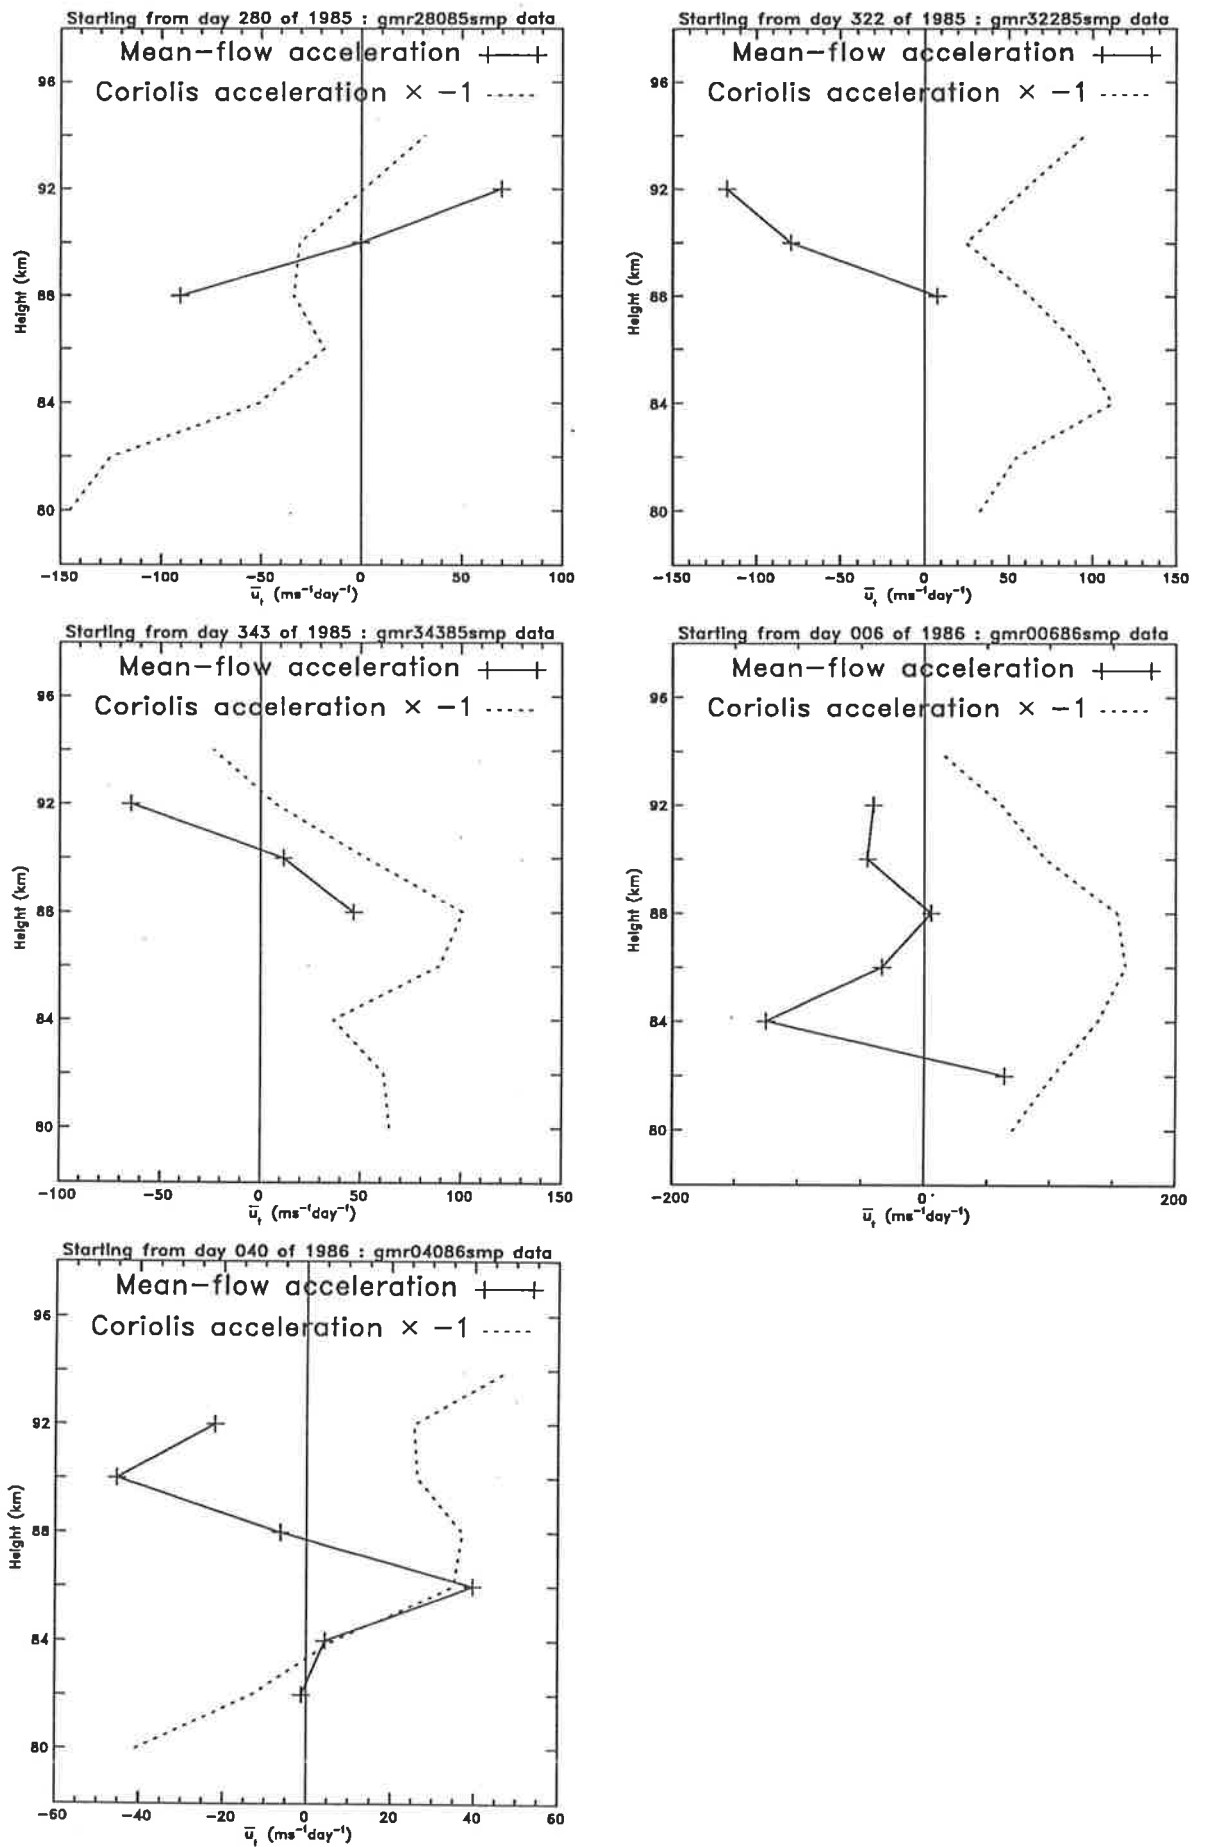 Starting from day 280 of 1985 : gmr28085smp data
Mean-flow acceleration
Coriolis acceleration × -1
96
92
88
84
80
Height (km)
-150 -100 -50 0 50 100
ū_t (ms⁻¹day⁻¹)
Starting from day 322 of 1985 : gmr32285smp data
Mean-flow acceleration
Coriolis acceleration × -1
96
92
88
84
80
Height (km)
-150 -100 -50 0 50 100 150
ū_t (ms⁻¹day⁻¹)
Starting from day 343 of 1985 : gmr34385smp data
Mean-flow acceleration
Coriolis acceleration × -1
96
92
88
84
80
Height (km)
-100 -50 0 50 100 150
ū_t (ms⁻¹day⁻¹)
Starting from day 006 of 1986 : gmr00686smp data
Mean-flow acceleration
Coriolis acceleration × -1
96
92
88
84
80
Height (km)
-200 0 200
ū_t (ms⁻¹day⁻¹)
Starting from day 040 of 1986 : gmr04086smp data
Mean-flow acceleration
Coriolis acceleration × -1
96
92
88
84
80
Height (km)
-60 -40 -20 0 20 40 60
ū_t (ms⁻¹day⁻¹)